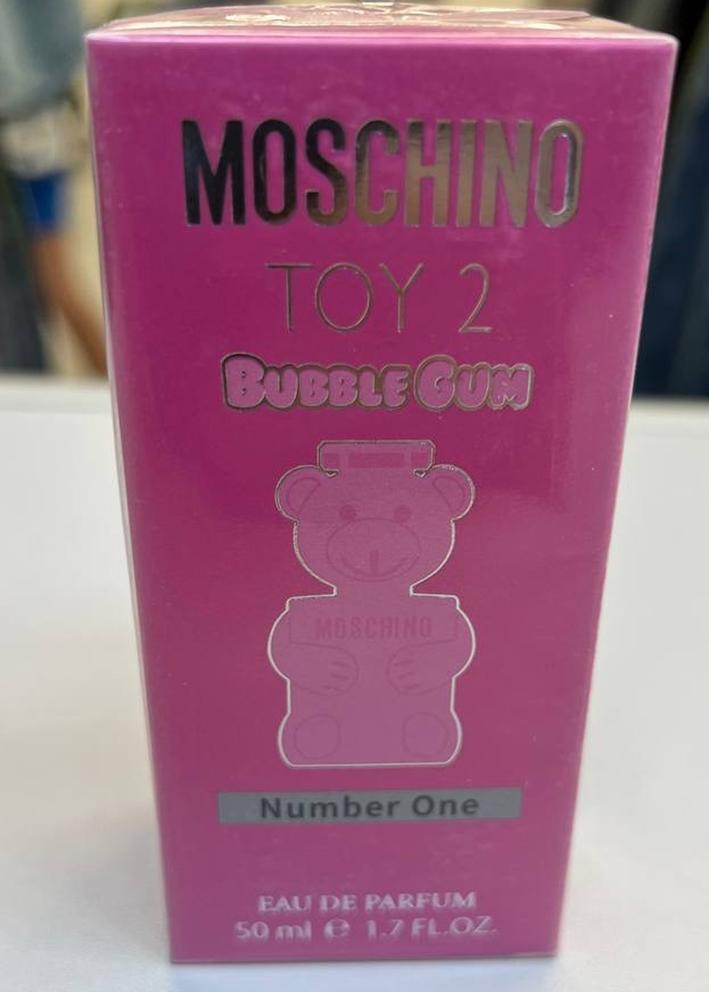 MOSCHINO
TOY 2
BUBBLE GUM
MOSCHINO
Number One
EAU DE PARFUM
50 ml e 1.7 FL.OZ.